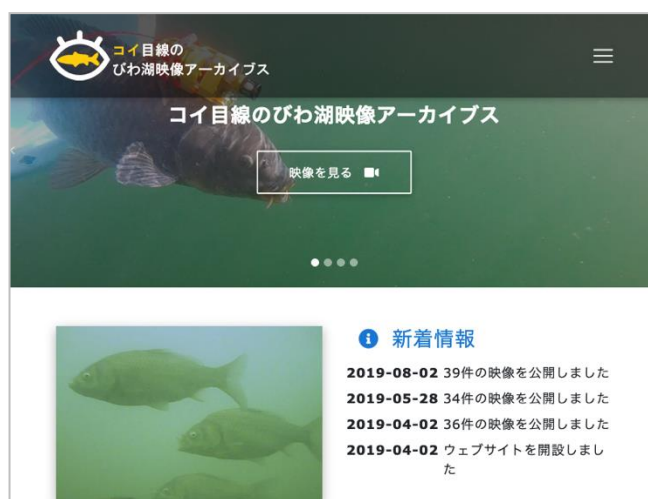 コイ目線の
びわ湖映像アーカイブス
コイ目線のびわ湖映像アーカイブス
映像を見る
新着情報
2019-08-02 39件の映像を公開しました
2019-05-28 34件の映像を公開しました
2019-04-02 36件の映像を公開しました
2019-04-02 ウェブサイトを開設しまし
た